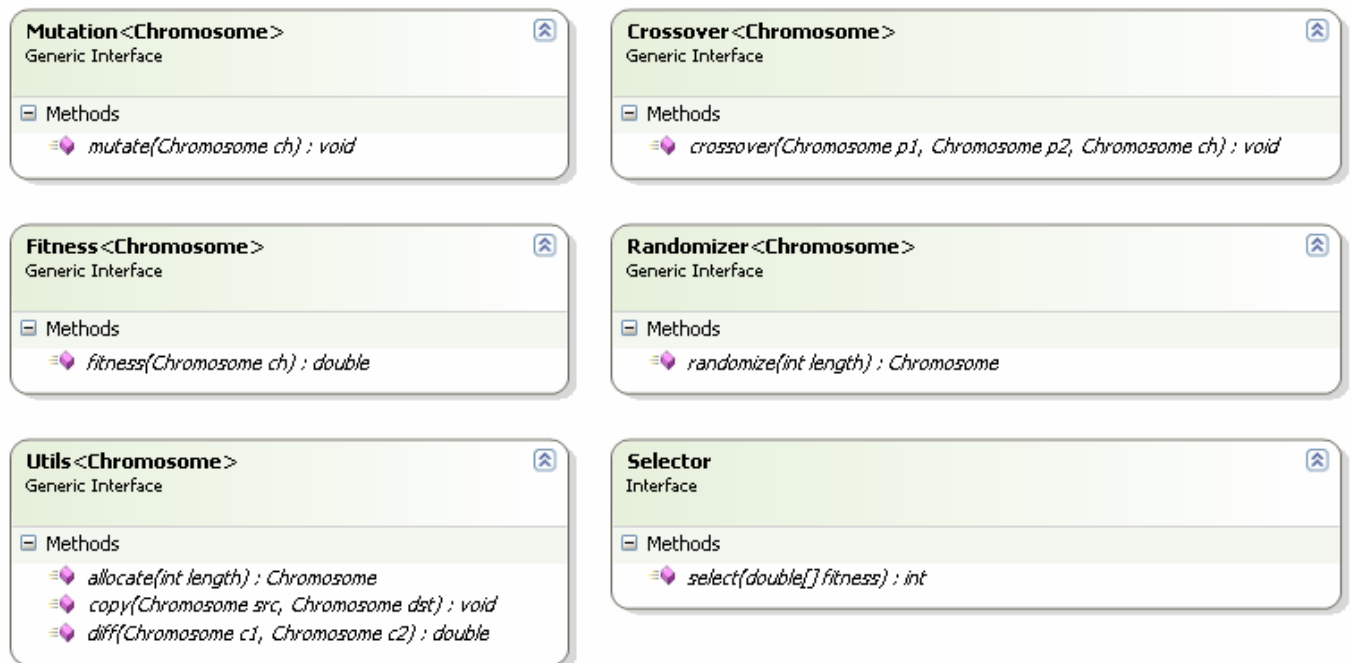 Mutation<Chromosome>
Generic Interface
Methods
mutate(Chromosome ch) : void
Crossover<Chromosome>
Generic Interface
Methods
crossover(Chromosome p1, Chromosome p2, Chromosome ch) : void
Fitness<Chromosome>
Generic Interface
Methods
fitness(Chromosome ch) : double
Randomizer<Chromosome>
Generic Interface
Methods
randomize(int length) : Chromosome
Utils<Chromosome>
Generic Interface
Methods
allocate(int length) : Chromosome
copy(Chromosome src, Chromosome dst) : void
diff(Chromosome c1, Chromosome c2) : double
Selector
Interface
Methods
select(double[] fitness) : int